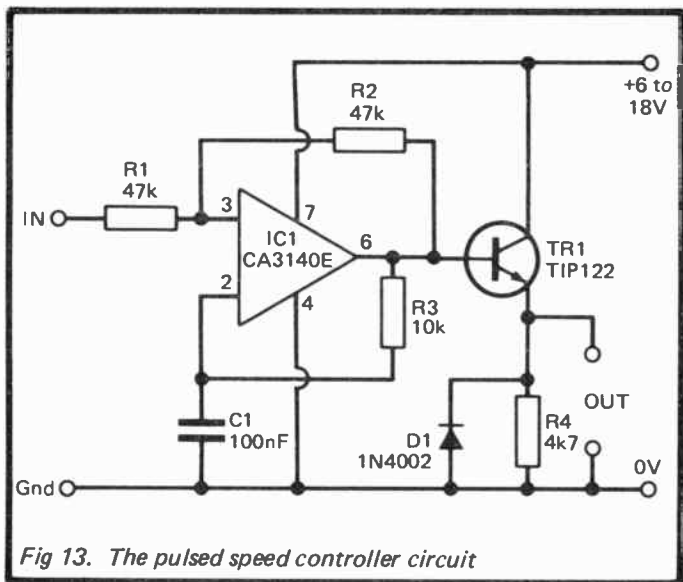 +6 to
18V
R2
47k
R1
47k
IN
3
7
IC1
CA3140E
6
2
4
TR1
TIP122
R3
10k
C1
100nF
D1
1N4002
R4
4k7
OUT
Gnd
0V
Fig 13. The pulsed speed controller circuit